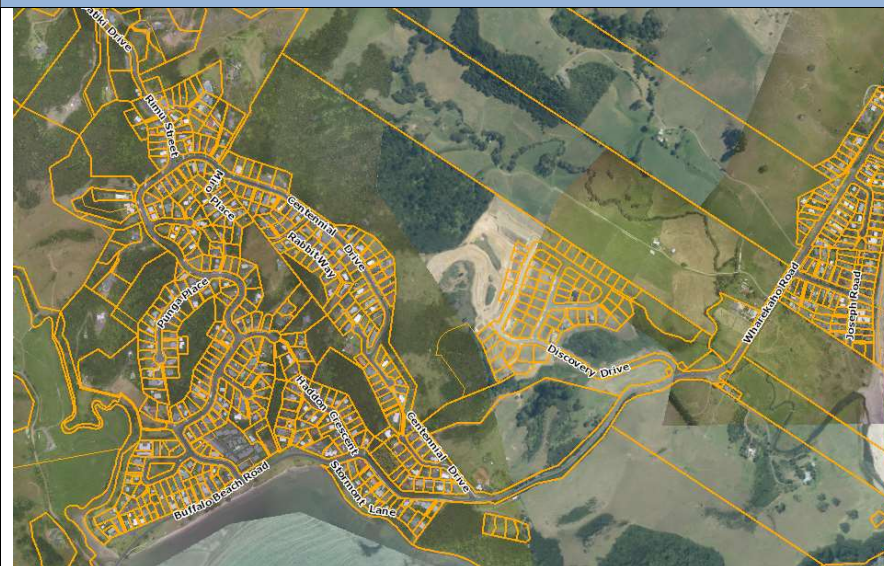 Rimu Street
Miro
Place
Centennial Drive
Rabbit Way
Punga Place
Wharekaho Road
Joseph Road
Discovery Drive
Haddon Crescent
Centennial Drive
Stormont Lane
Buffalo Beach Road